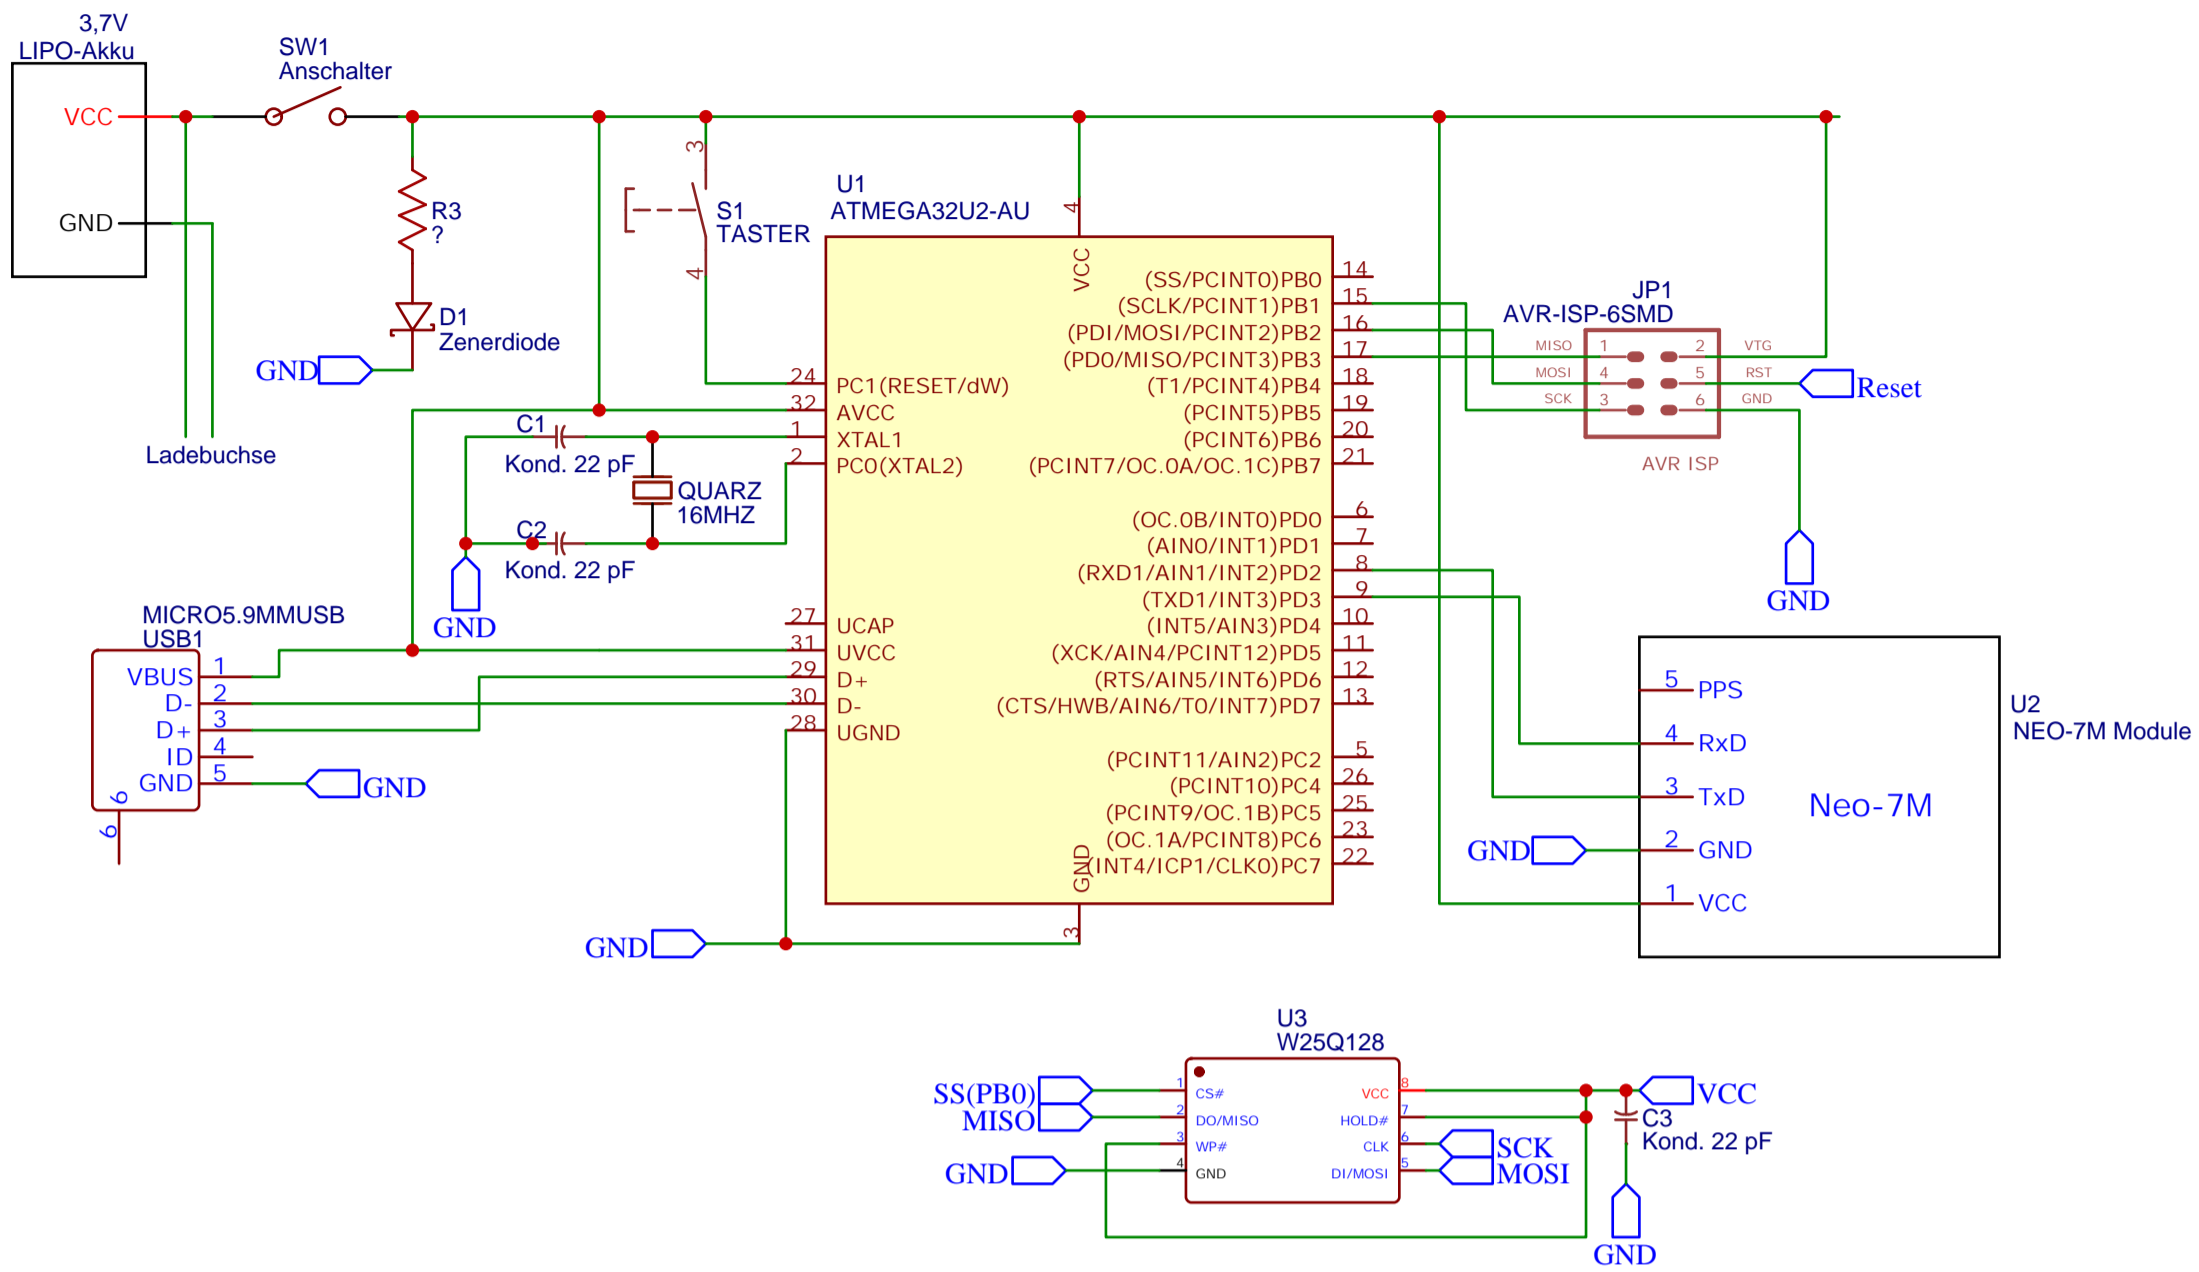 3,7V
LIPO-Akku
VCC
GND
SW1
Anschalter
R3
?
D1
Zenerdiode
GND
Ladebuchse
3
S1
TASTER
4
C1
Kond. 22 pF
QUARZ
16MHZ
C2
Kond. 22 pF
GND
MICRO5.9MMUSB
USB1
VBUS 1
D- 2
D+ 3
ID 4
GND 5
6
6
GND
U1
ATMEGA32U2-AU
4
VCC
24 PC1(RESET/dW)
32 AVCC
1 XTAL1
2 PC0(XTAL2)
27 UCAP
31 UVCC
29 D+
30 D-
28 UGND
(SS/PCINT0)PB0 14
(SCLK/PCINT1)PB1 15
(PDI/MOSI/PCINT2)PB2 16
(PD0/MISO/PCINT3)PB3 17
(T1/PCINT4)PB4 18
(PCINT5)PB5 19
(PCINT6)PB6 20
(PCINT7/OC.0A/OC.1C)PB7 21
(OC.0B/INT0)PD0 6
(AIN0/INT1)PD1 7
(RXD1/AIN1/INT2)PD2 8
(TXD1/INT3)PD3 9
(INT5/AIN3)PD4 10
(XCK/AIN4/PCINT12)PD5 11
(RTS/AIN5/INT6)PD6 12
(CTS/HWB/AIN6/T0/INT7)PD7 13
(PCINT11/AIN2)PC2 5
(PCINT10)PC4 26
(PCINT9/OC.1B)PC5 25
(OC.1A/PCINT8)PC6 23
(INT4/ICP1/CLK0)PC7 22
GND
3
GND
JP1
AVR-ISP-6SMD
MISO 1 2 VTG
MOSI 4 5 RST
SCK 3 6 GND
AVR ISP
Reset
GND
5 PPS
4 RxD
3 TxD
2 GND
1 VCC
Neo-7M
GND
U2
NEO-7M Module
U3
W25Q128
SS(PB0) 1 CS#
MISO 2 DO/MISO
3 WP#
GND 4 GND
VCC 8 VCC
HOLD# 7
CLK 6 SCK
DI/MOSI 5 MOSI
C3
Kond. 22 pF
GND